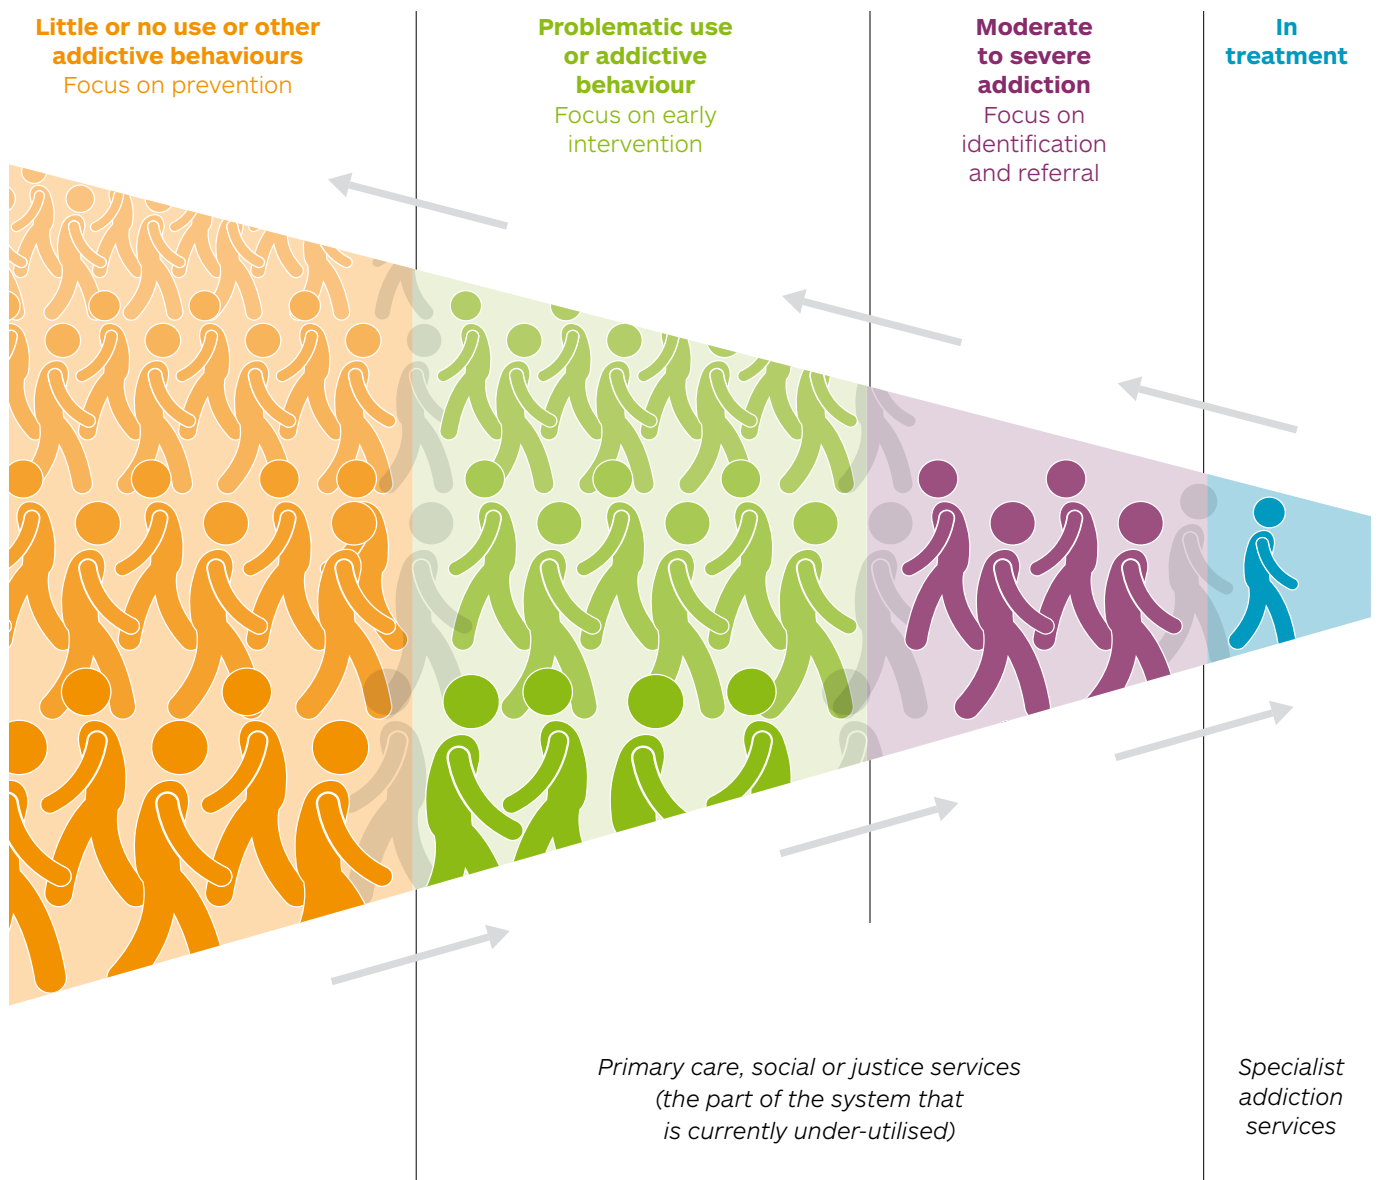 Little or no use or other
addictive behaviours
Focus on prevention
Problematic use
or addictive
behaviour
Focus on early
intervention
Moderate
to severe
addiction
Focus on
identification
and referral
In
treatment
Primary care, social or justice services
(the part of the system that
is currently under-utilised)
Specialist
addiction
services